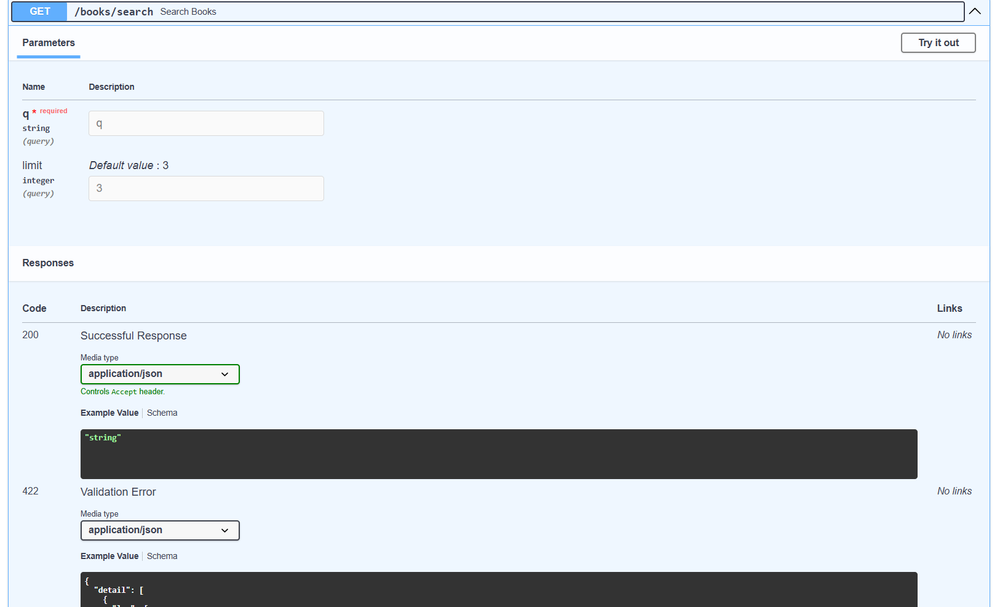 GET /books/search Search Books
Parameters
Try it out
Name Description
q * required
string
(query)
q
limit
integer
(query)
Default value : 3
3
Responses
Code Description Links
200 Successful Response No links
Media type
application/json
Controls Accept header.
Example Value Schema
"string"
422 Validation Error No links
Media type
application/json
Example Value Schema
{
"detail": [
{